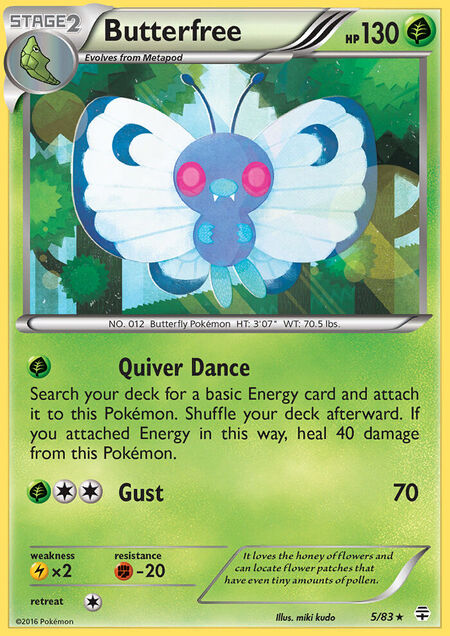 STAGE2
Butterfree
HP 130
Evolves from Metapod
NO. 012 Butterfly Pokémon HT: 3'07" WT: 70.5 lbs.
Quiver Dance
Search your deck for a basic Energy card and attach
it to this Pokémon. Shuffle your deck afterward. If
you attached Energy in this way, heal 40 damage
from this Pokémon.
Gust 70
weakness resistance
×2 -20
retreat
It loves the honey of flowers and
can locate flower patches that
have even tiny amounts of pollen.
©2016 Pokémon Illus. miki kudo 5/83 ★